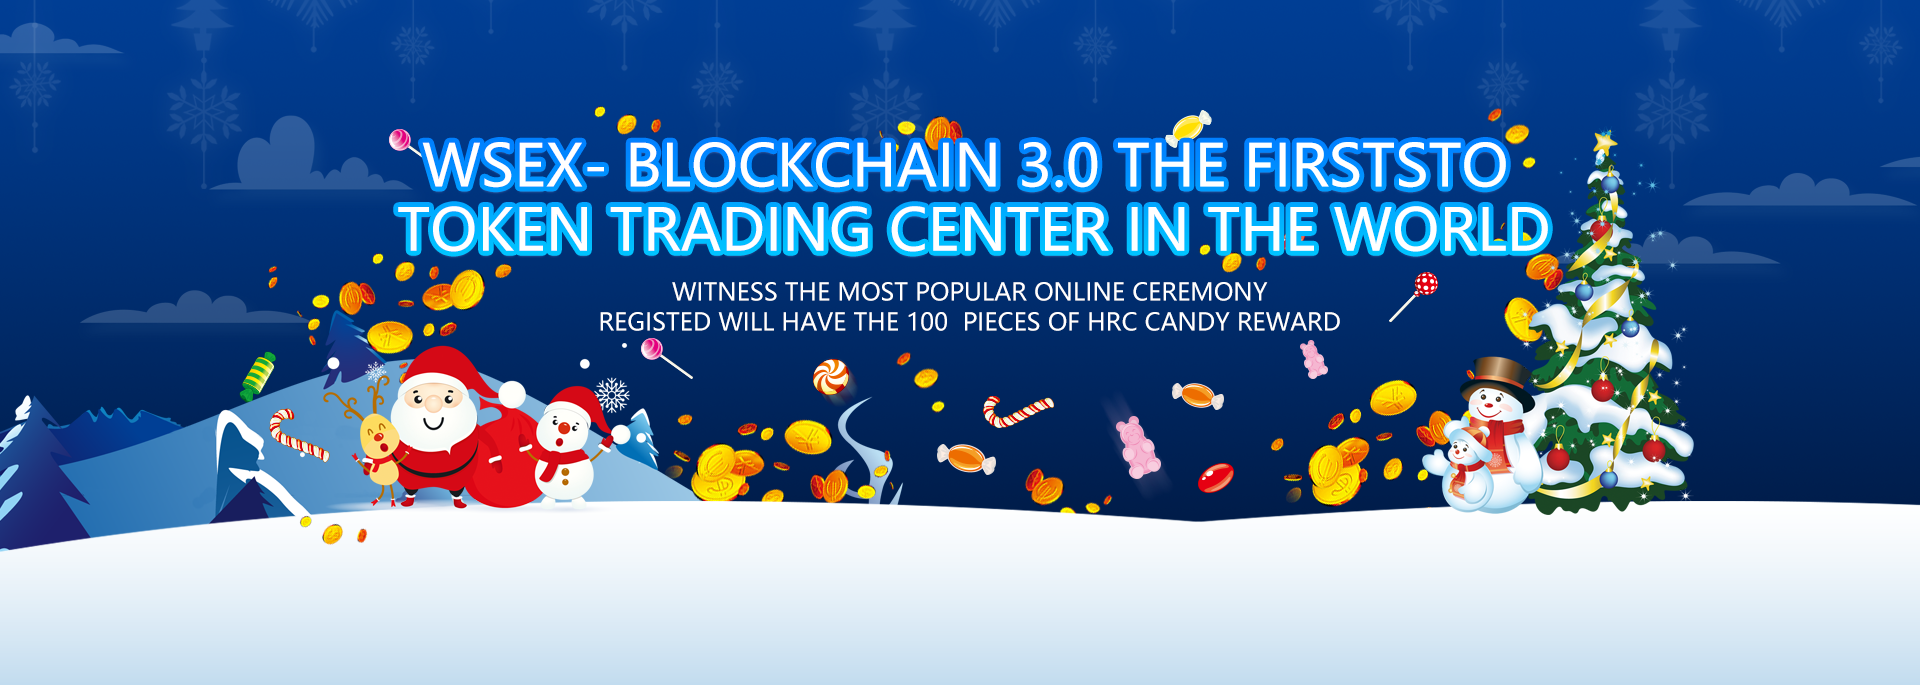 WSEX- BLOCKCHAIN 3.0 THE FIRSTSTO
TOKEN TRADING CENTER IN THE WORLD
WITNESS THE MOST POPULAR ONLINE CEREMONY
REGISTED WILL HAVE THE 100  PIECES OF HRC CANDY REWARD